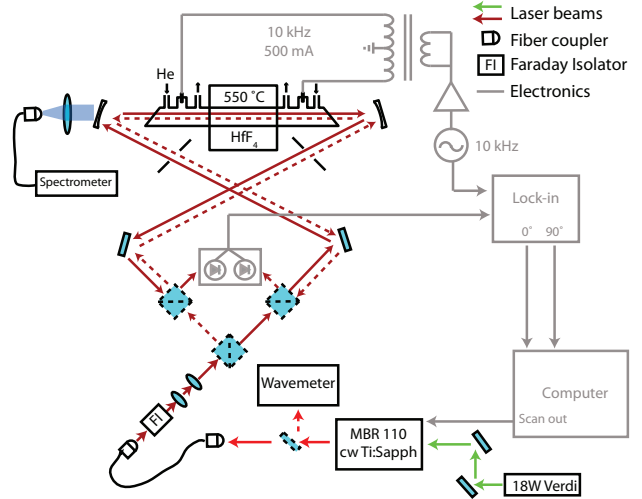 10 kHz
500 mA
Laser beams
Fiber coupler
FI
Faraday Isolator
Electronics
He
550 ˚C
HfF4
10 kHz
Spectrometer
Lock-in
0˚ 90˚
Wavemeter
Computer
Scan out
FI
MBR 110
cw Ti:Sapph
18W Verdi